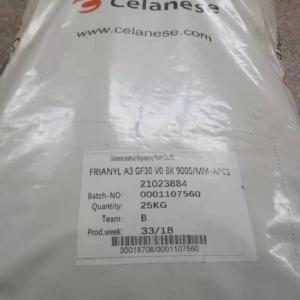 Celanese
www.celanese.com
FRIANYL A3 GF30 V0 BK 9005/MM-APC1
21023884
Batch-NO: 0001107560
Quantity: 25KG
Team: B
Prod.week: 33/18
30018708/0001107560